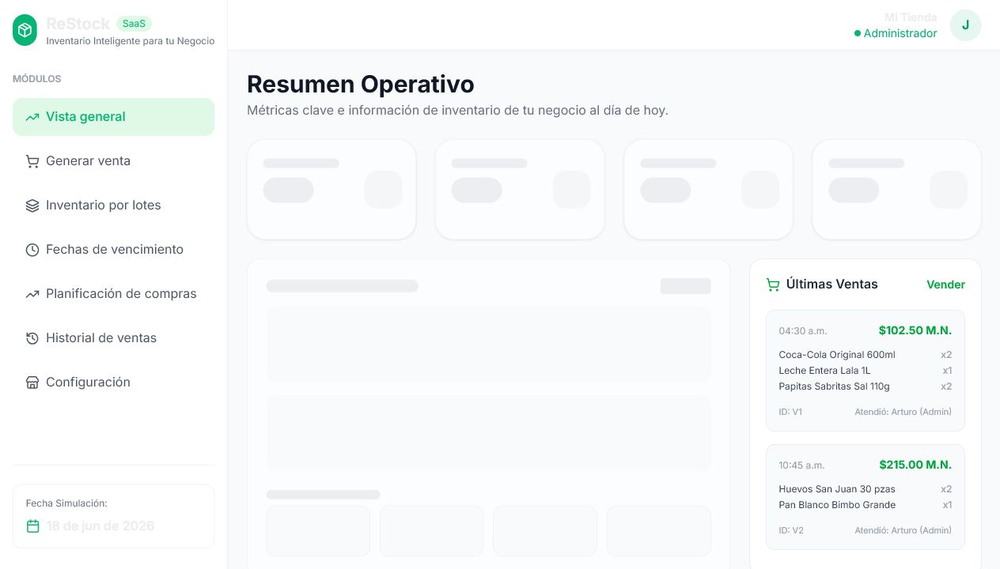 ReStock SaaS
Inventario Inteligente para tu Negocio
MÓDULOS
Vista general
Generar venta
Inventario por lotes
Fechas de vencimiento
Planificación de compras
Historial de ventas
Configuración
Fecha Simulación:
18 de jun de 2026
Mi Tienda
Administrador
J
Resumen Operativo
Métricas clave e información de inventario de tu negocio al día de hoy.
Últimas Ventas Vender
04:30 a.m. $102.50 M.N.
Coca-Cola Original 600ml x2
Leche Entera Lala 1L x1
Papitas Sabritas Sal 110g x2
ID: V1 Atendió: Arturo (Admin)
10:45 a.m. $215.00 M.N.
Huevos San Juan 30 pzas x2
Pan Blanco Bimbo Grande x1
ID: V2 Atendió: Arturo (Admin)